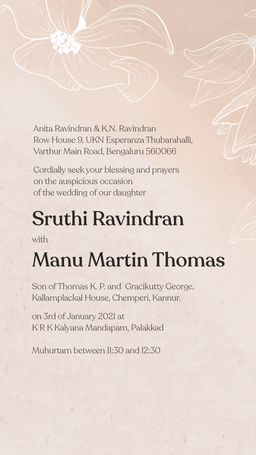 Anita Ravindran & K.N. Ravindran
Row House 9, UKN Esperanza Thubarahalli,
Varthur Main Road, Bengaluru 560066
Cordially seek your blessing and prayers
on the auspicious occasion
of the wedding of our daughter
Sruthi Ravindran
with
Manu Martin Thomas
Son of Thomas K. P. and Gracikutty George,
Kallamplackal House, Chemperi, Kannur.
on 3rd of January 2021 at
K R K Kalyana Mandapam, Palakkad
Muhurtam between 11:30 and 12:30